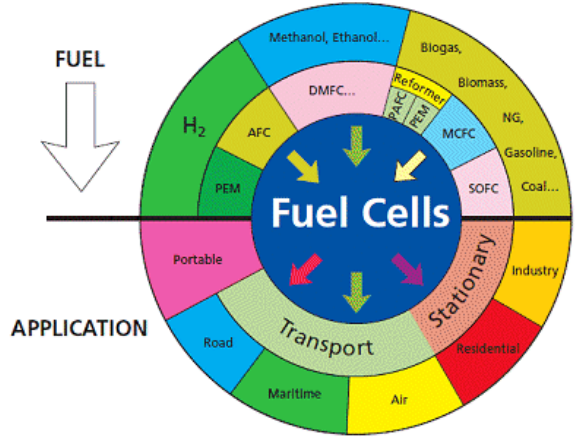 FUEL
Methanol, Ethanol...
Biogas,
Biomass,
NG,
Gasoline,
Coal...
H2
DMFC...
Reformer
PAFC
PEM
AFC
MCFC
PEM
SOFC
Fuel Cells
Portable
Industry
Stationary
APPLICATION
Transport
Road
Residential
Maritime
Air